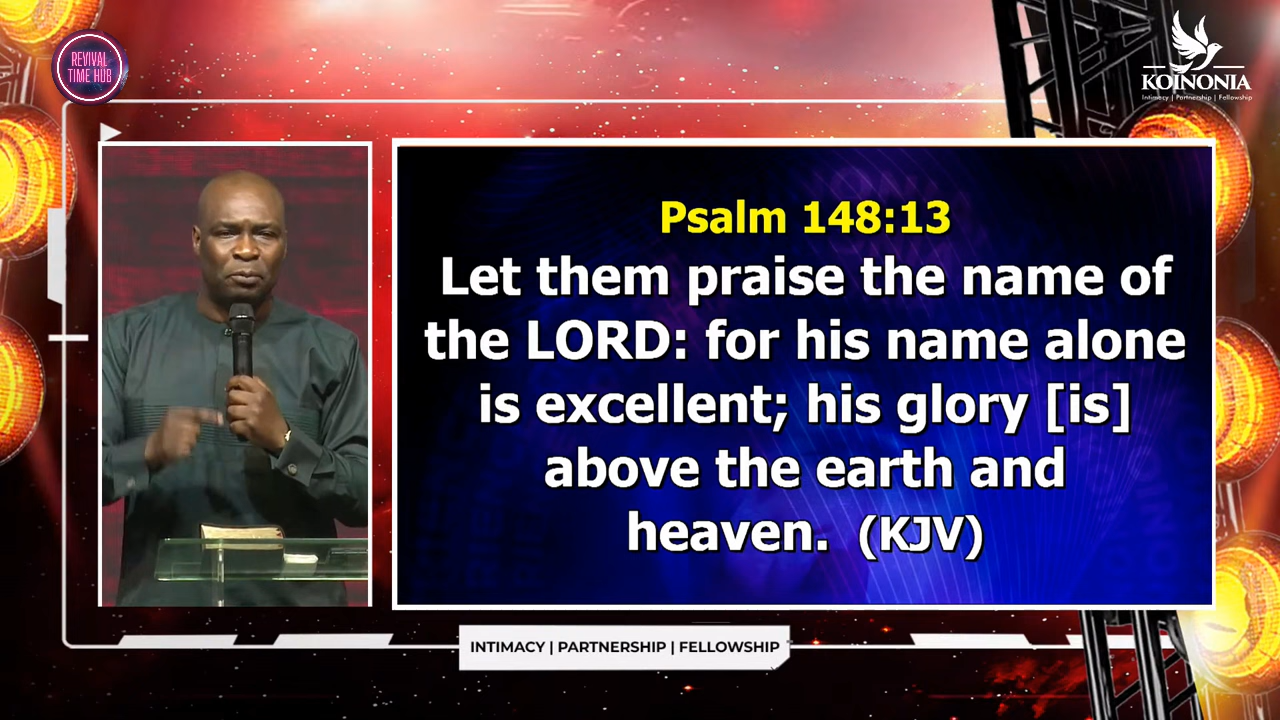 REVIVAL
TIME HUB
KOINONIA
Intimacy | Partnership | Fellowship
Psalm 148:13
Let them praise the name of
the LORD: for his name alone
is excellent; his glory [is]
above the earth and
heaven. (KJV)
INTIMACY | PARTNERSHIP | FELLOWSHIP